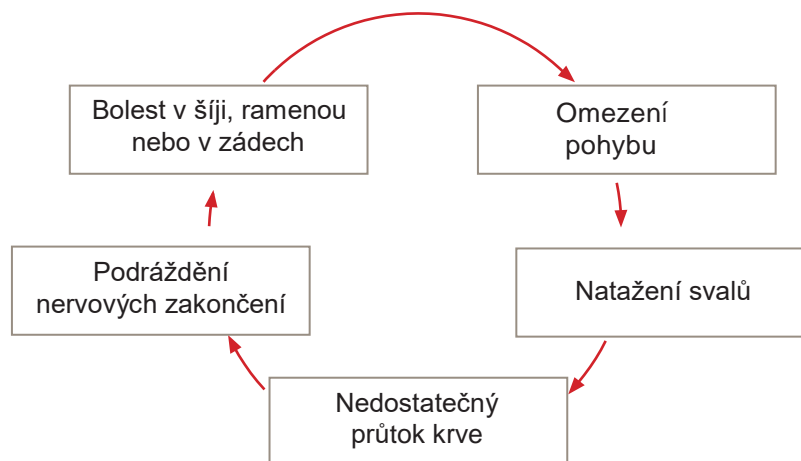 Bolest v šíji, ramenou
nebo v zádech
Omezení
pohybu
Podráždění
nervových zakončení
Natažení svalů
Nedostatečný
průtok krve